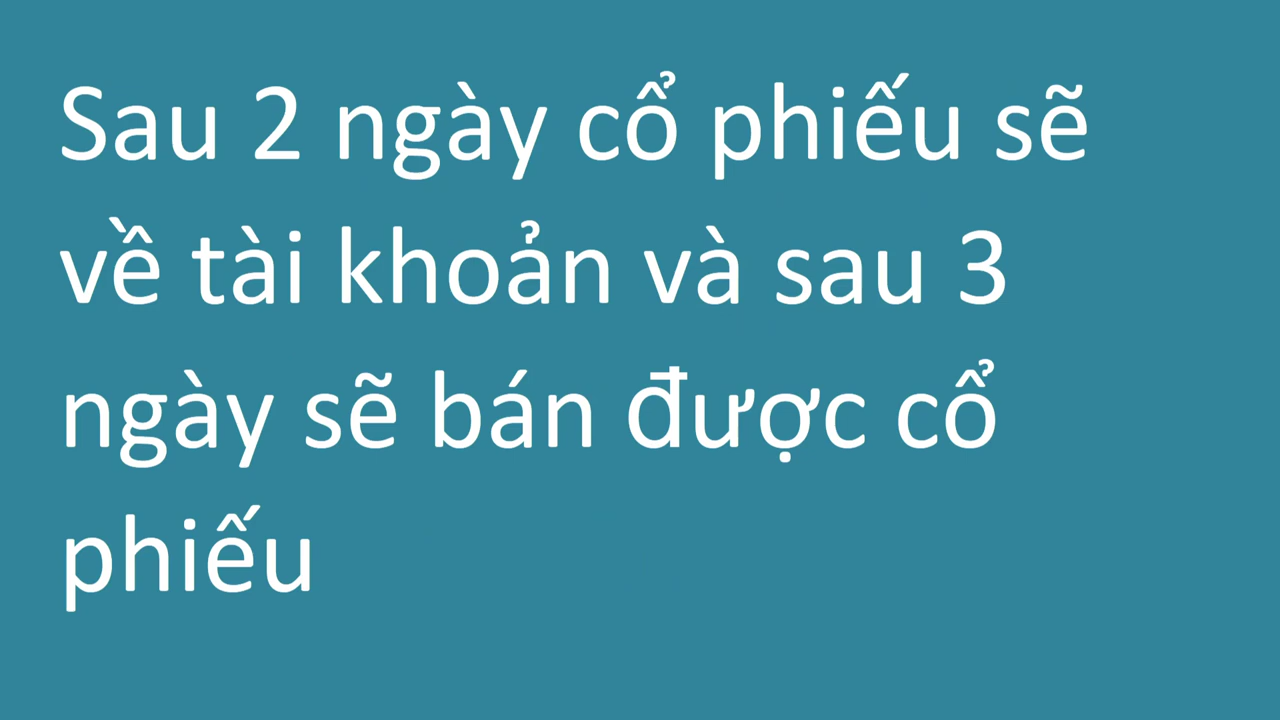 Sau 2 ngày cổ phiếu sẽ
về tài khoản và sau 3
ngày sẽ bán được cổ
phiếu